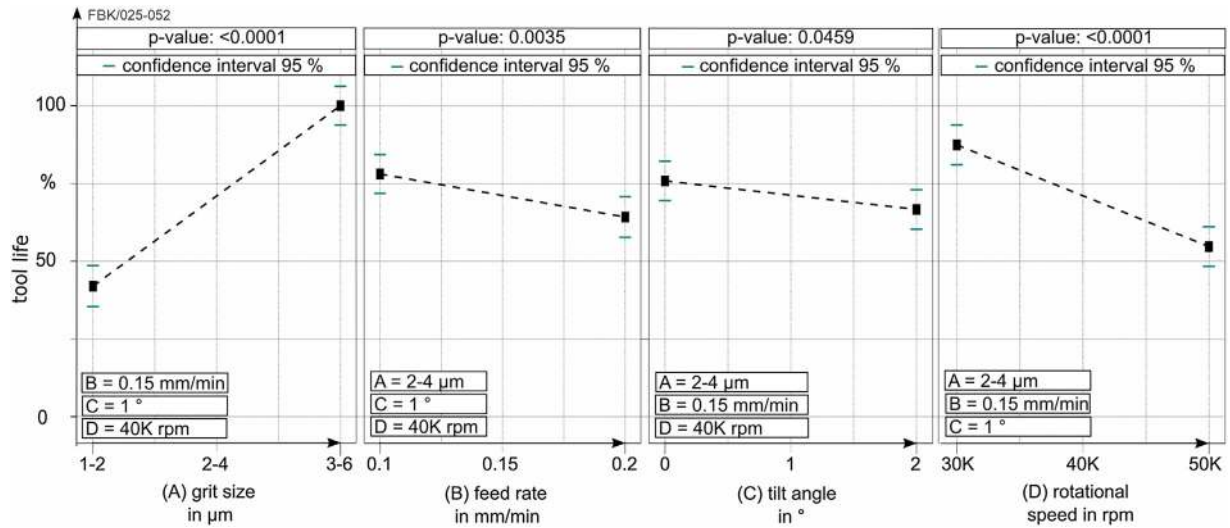 FBK/025-052
p-value: <0.0001
p-value: 0.0035
p-value: 0.0459
p-value: <0.0001
confidence interval 95 %
confidence interval 95 %
confidence interval 95 %
confidence interval 95 %
100
%
50
0
tool life
B = 0.15 mm/min
C = 1 °
D = 40K rpm
A = 2-4 µm
C = 1 °
D = 40K rpm
A = 2-4 µm
B = 0.15 mm/min
D = 40K rpm
A = 2-4 µm
B = 0.15 mm/min
C = 1 °
1-2 2-4 3-6
0.1 0.15 0.2
0 1 2
30K 40K 50K
(A) grit size
in µm
(B) feed rate
in mm/min
(C) tilt angle
in °
(D) rotational
speed in rpm